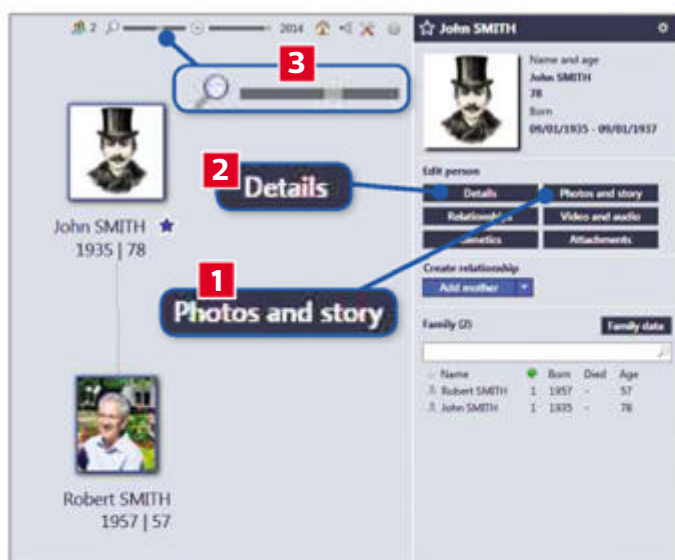 2 2014
3
John SMITH
Name and age
John SMITH
78
Born
09/01/1935 - 09/01/1937
Edit person
Details Photos and story
Relationships Video and audio
Genetics Attachments
Create relationship
Add mother
Family (2) Family data
Name Born Died Age
Robert SMITH 1 1957 - 57
John SMITH 1 1935 - 78
2
Details
1
Photos and story
John SMITH
1935 | 78
Robert SMITH
1957 | 57